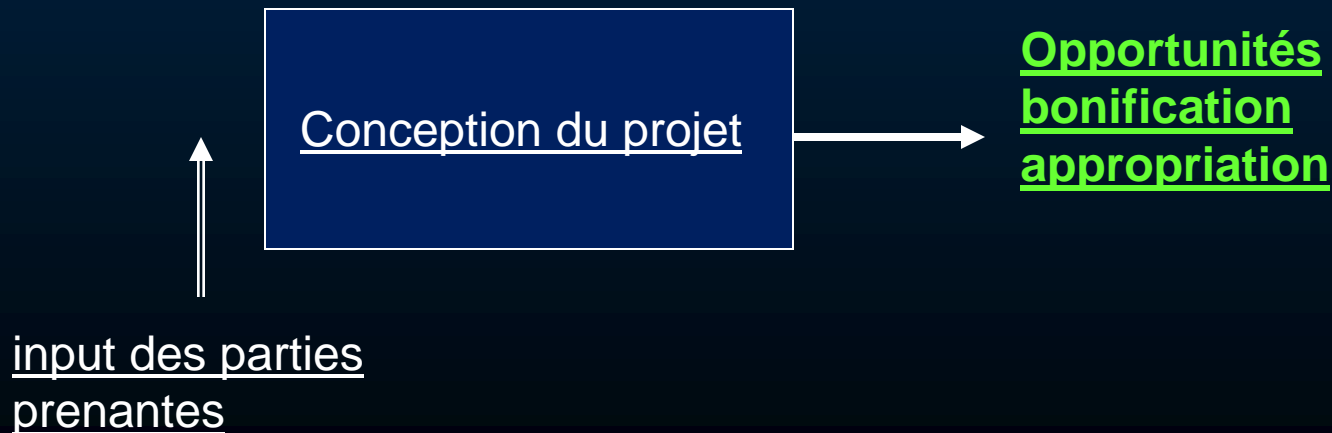 Conception du projet
Opportunités
bonification
appropriation
input des parties
prenantes